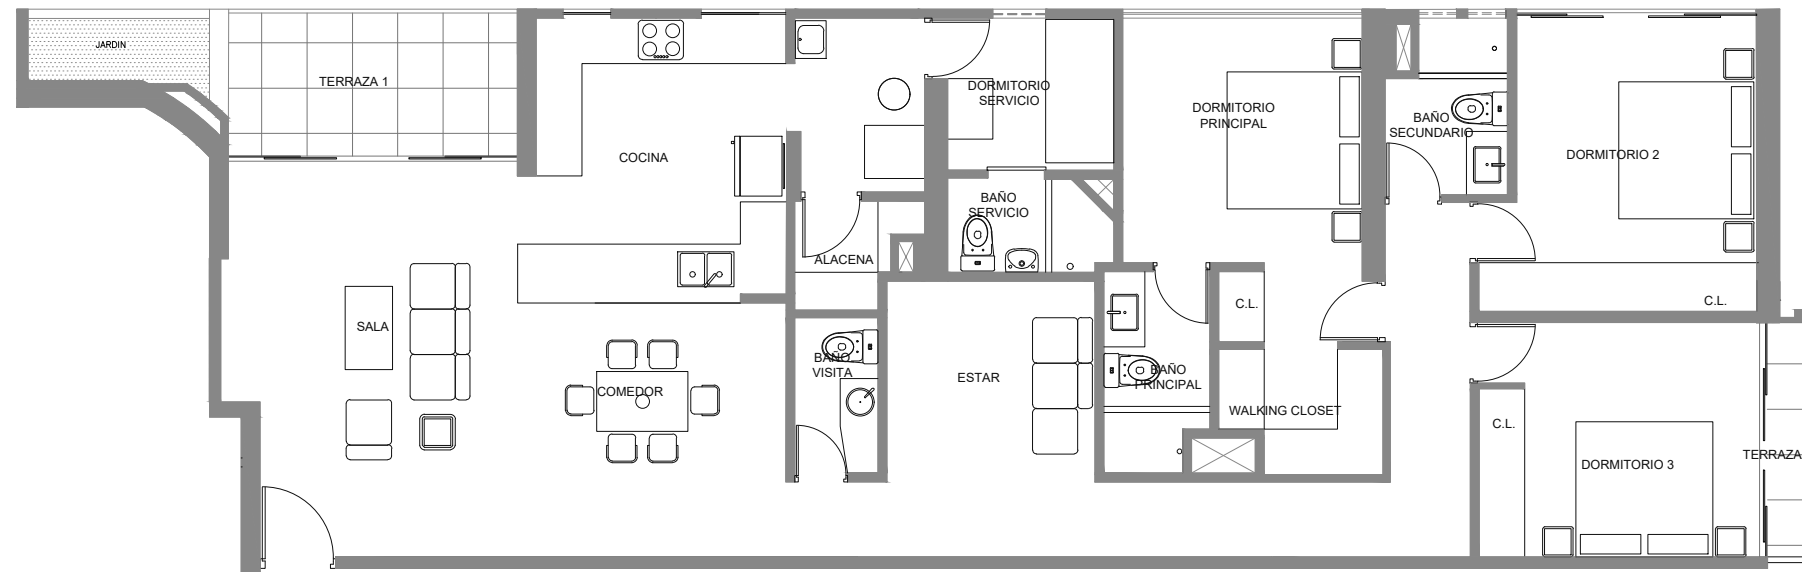 JARDIN
TERRAZA 1
COCINA
DORMITORIO
SERVICIO
DORMITORIO
PRINCIPAL
BAÑO
SECUNDARIO
DORMITORIO 2
BAÑO
SERVICIO
ALACENA
C.L.
C.L.
SALA
BAÑO
VISITA
ESTAR
BAÑO
PRINCIPAL
COMEDOR
WALKING CLOSET
C.L.
DORMITORIO 3
TERRAZA